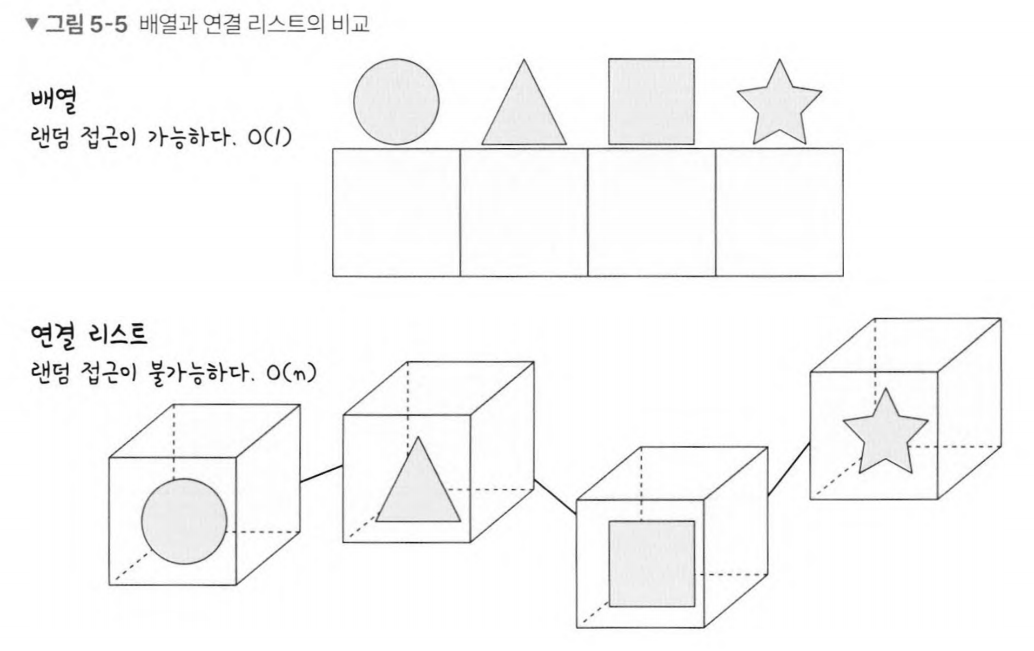 ▼ 그림 5-5 배열과 연결 리스트의 비교
배열
랜덤 접근이 가능하다. O(1)
연결 리스트
랜덤 접근이 불가능하다. O(n)